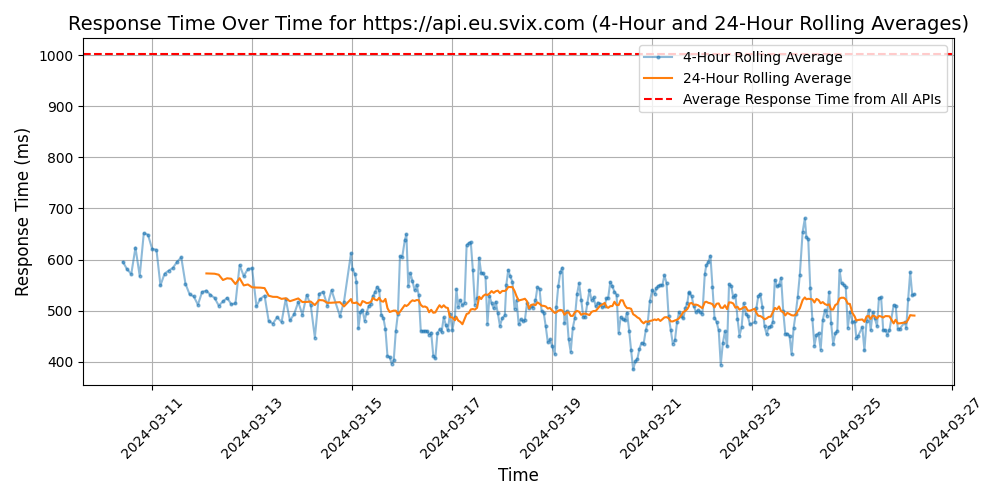 Response Time Over Time for https://api.eu.svix.com (4-Hour and 24-Hour Rolling Averages)
4-Hour Rolling Average
24-Hour Rolling Average
Average Response Time from All APIs
Response Time (ms)
1000
900
800
700
600
500
400
2024-03-11
2024-03-13
2024-03-15
2024-03-17
2024-03-19
2024-03-21
2024-03-23
2024-03-25
2024-03-27
Time